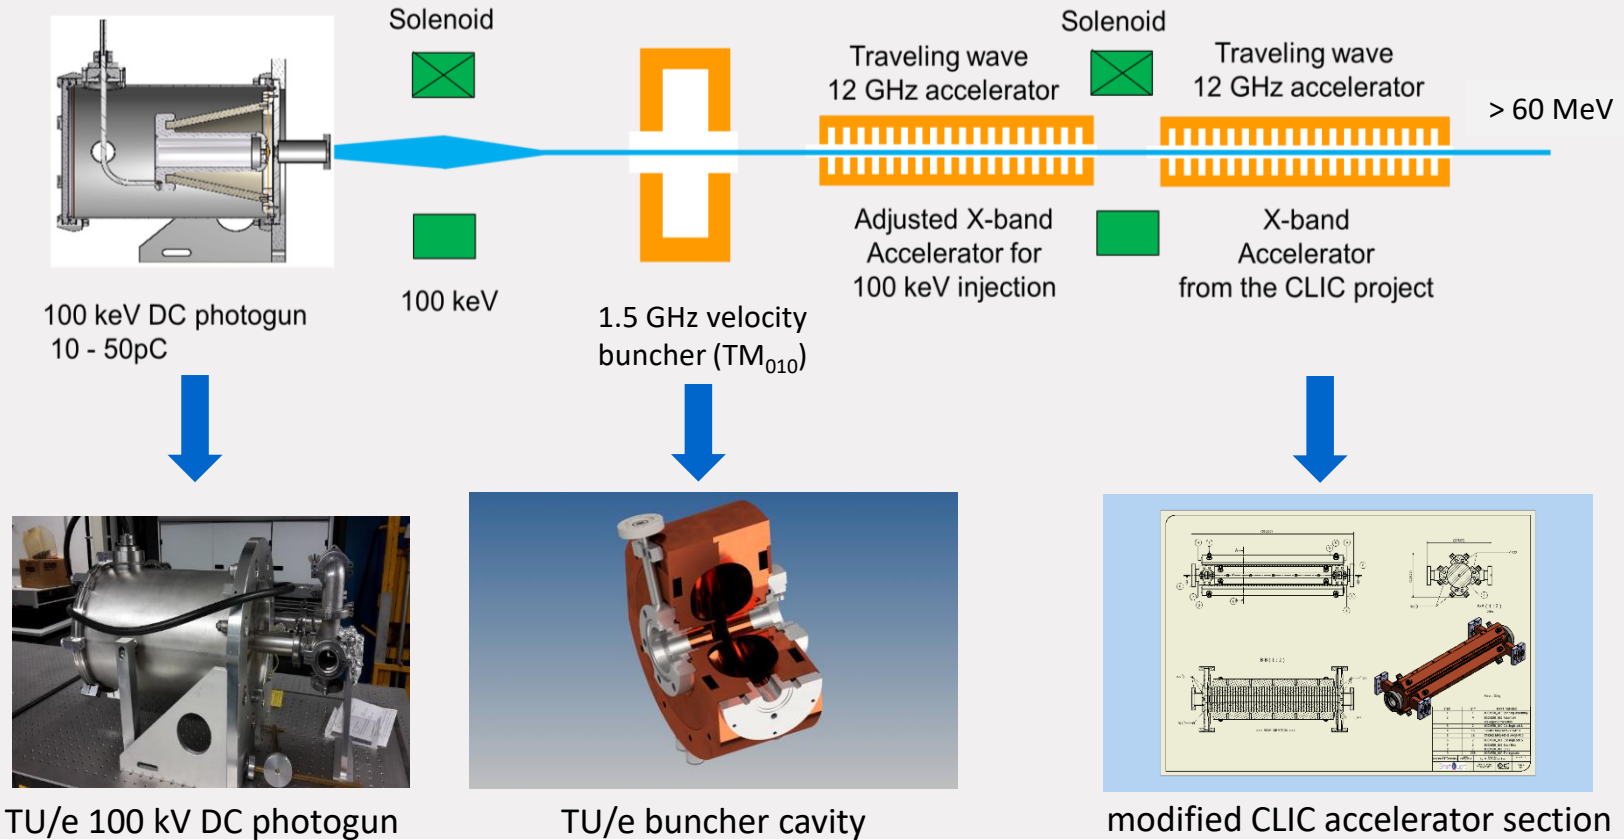 Solenoid
Solenoid
Traveling wave
12 GHz accelerator
Traveling wave
12 GHz accelerator
> 60 MeV
100 keV
Adjusted X-band
Accelerator for
100 keV injection
X-band
Accelerator
from the CLIC project
100 keV DC photogun
10 - 50pC
1.5 GHz velocity
buncher (TM₀₁₀)
TU/e 100 kV DC photogun
TU/e buncher cavity
modified CLIC accelerator section